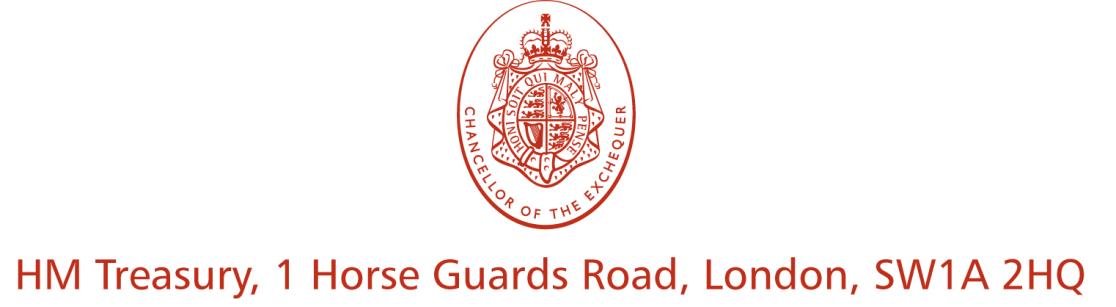 HONI SOIT QUI MAL Y PENSE
CHANCELLOR OF THE EXCHEQUER
HM Treasury, 1 Horse Guards Road, London, SW1A 2HQ